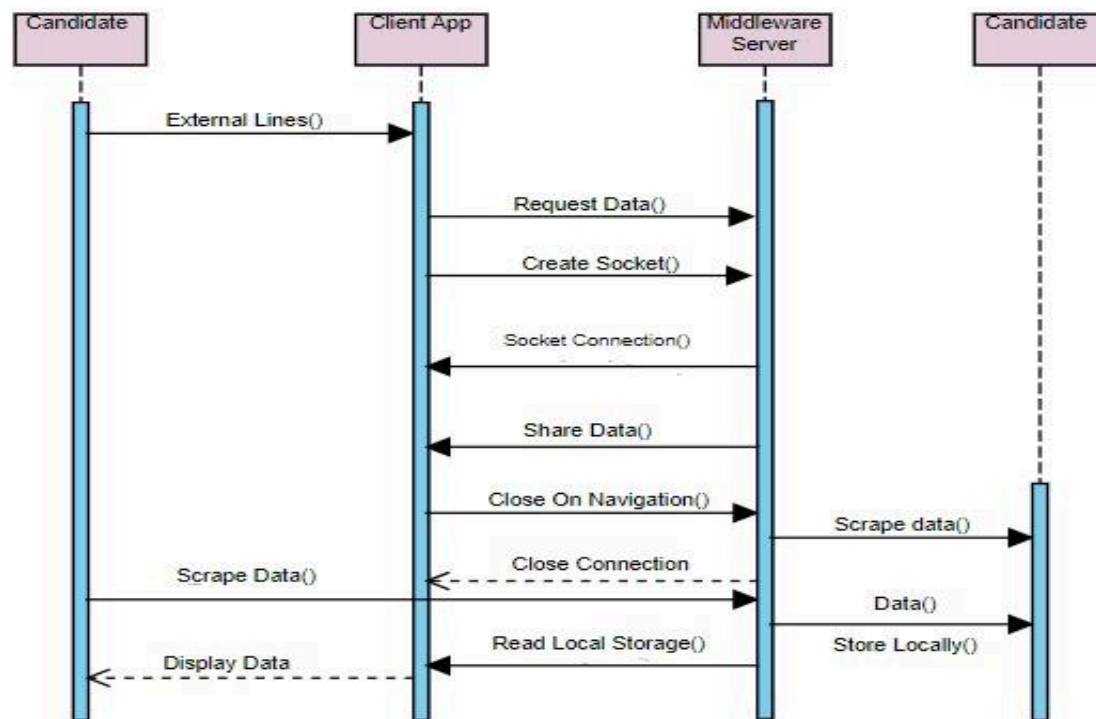 Candidate
Client App
Middleware
Server
Candidate
External Lines()
Request Data()
Create Socket()
Socket Connection()
Share Data()
Close On Navigation()
Scrape data()
Close Connection
Scrape Data()
Data()
Read Local Storage()
Store Locally()
Display Data